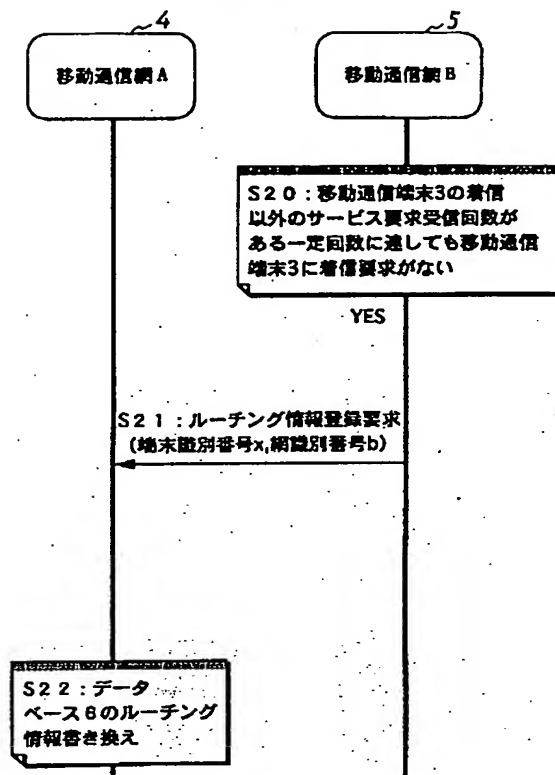 4
5
移動通信網A
移動通信網B
S20:移動通信端末3の着信
以外のサービス要求受信回数が
ある一定回数に達しても移動通信
端末3に着信要求がない
YES
S21:ルーチング情報登録要求
(端末識別番号x,網識別番号b)
S22:データ
ベース6のルーチング
情報書き換え